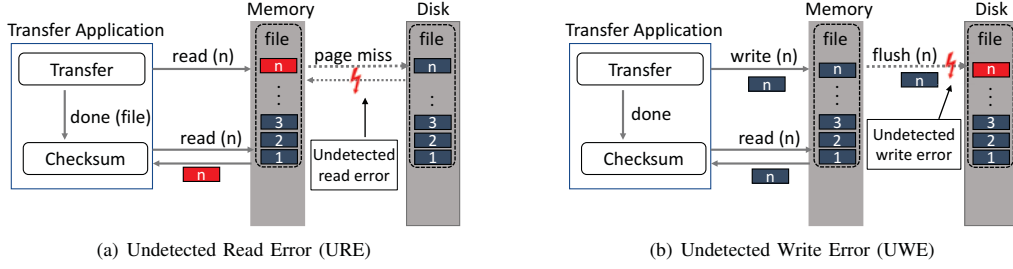 Memory
Disk
Transfer Application
file
file
Transfer
read (n)
n
page miss
n
done (file)
Checksum
read (n)
n
3
2
1
Undetected
read error
3
2
1
(a) Undetected Read Error (URE)
Memory
Disk
Transfer Application
file
file
Transfer
write (n)
n
n
flush (n)
n
n
done
Checksum
read (n)
n
3
2
1
Undetected
write error
3
2
1
(b) Undetected Write Error (UWE)